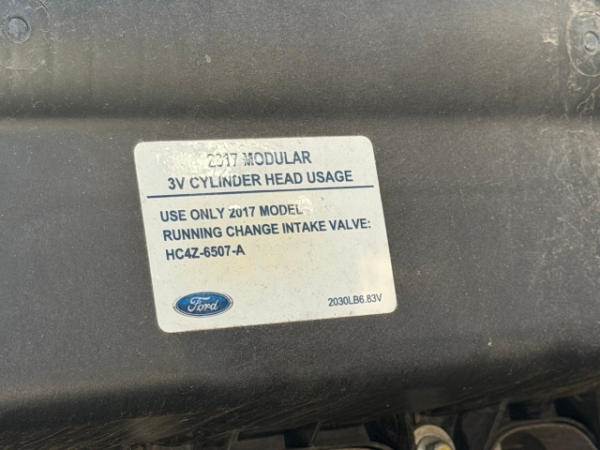 2017 MODULAR
3V CYLINDER HEAD USAGE
USE ONLY 2017 MODEL
RUNNING CHANGE INTAKE VALVE:
HC4Z-6507-A
Ford
2030LB6.83V